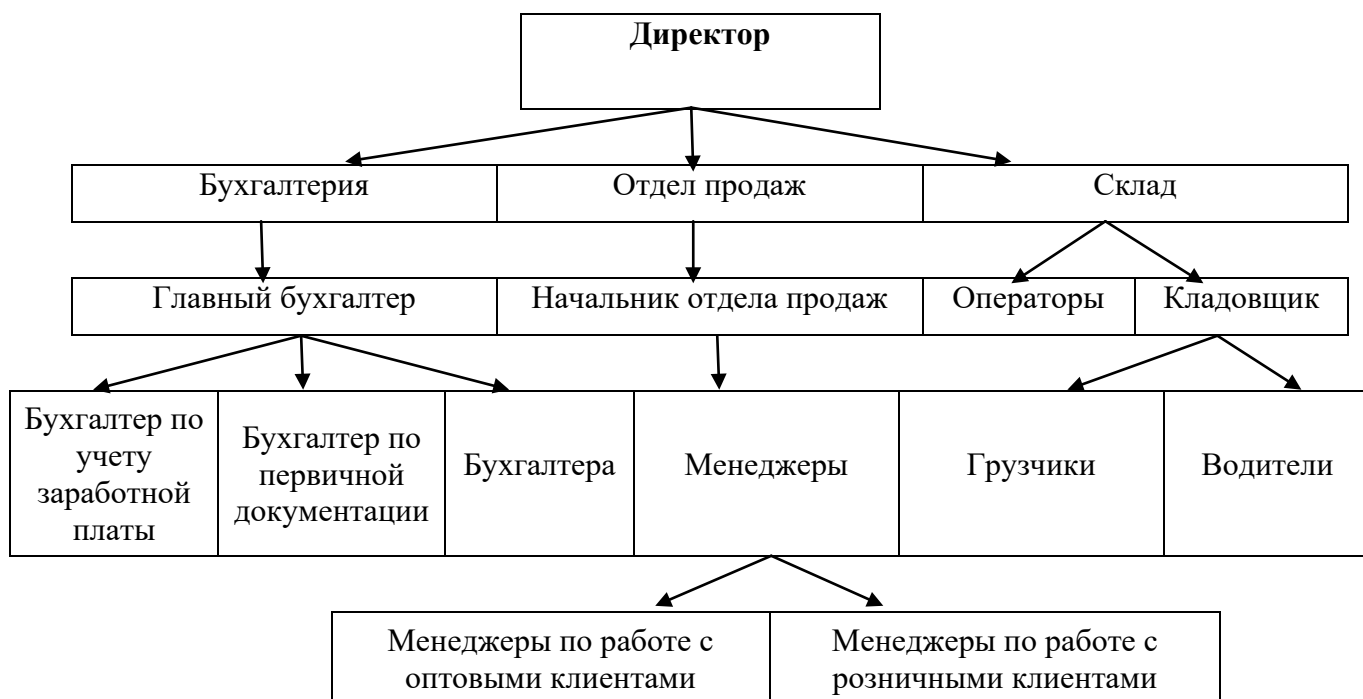 Директор
Бухгалтерия
Отдел продаж
Склад
Главный бухгалтер
Начальник отдела продаж
Операторы
Кладовщик
Бухгалтер по
учету
заработной
платы
Бухгалтер по
первичной
документации
Бухгалтера
Менеджеры
Грузчики
Водители
Менеджеры по работе с
оптовыми клиентами
Менеджеры по работе с
розничными клиентами